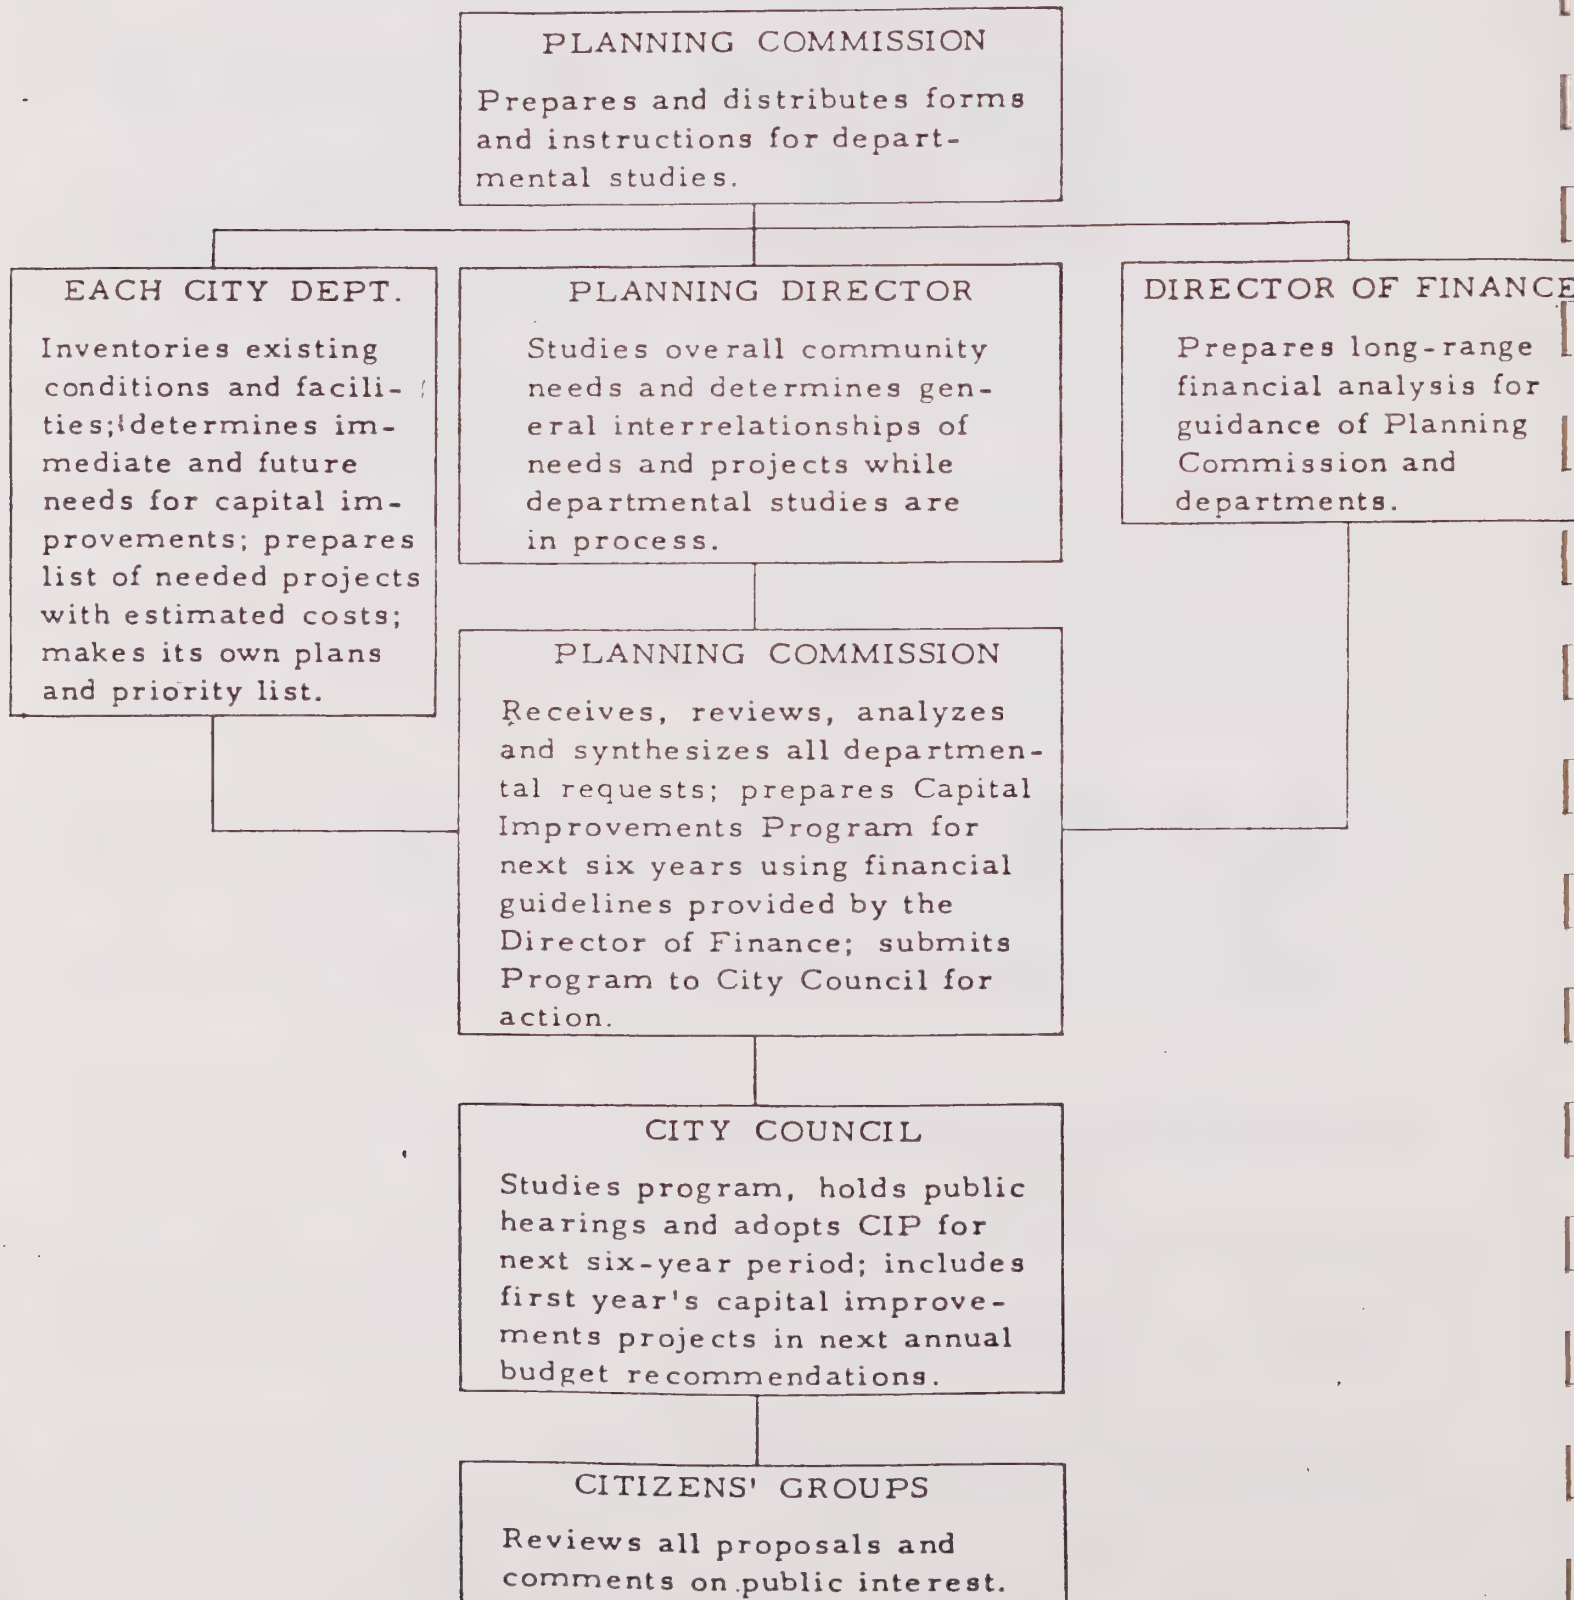 PLANNING COMMISSION
Prepares and distributes forms
and instructions for depart-
mental studies.
EACH CITY DEPT.
Inventories existing
conditions and facili-
ties; determines im-
mediate and future
needs for capital im-
provements; prepares
list of needed projects
with estimated costs;
makes its own plans
and priority list.
PLANNING DIRECTOR
Studies overall community
needs and determines gen-
eral interrelationships of
needs and projects while
departmental studies are
in process.
DIRECTOR OF FINANCE
Prepares long-range
financial analysis for
guidance of Planning
Commission and
departments.
PLANNING COMMISSION
Receives, reviews, analyzes
and synthesizes all departmen-
tal requests; prepares Capital
Improvements Program for
next six years using financial
guidelines provided by the
Director of Finance; submits
Program to City Council for
action.
CITY COUNCIL
Studies program, holds public
hearings and adopts CIP for
next six-year period; includes
first year's capital improve-
ments projects in next annual
budget recommendations.
CITIZENS' GROUPS
Reviews all proposals and
comments on public interest.